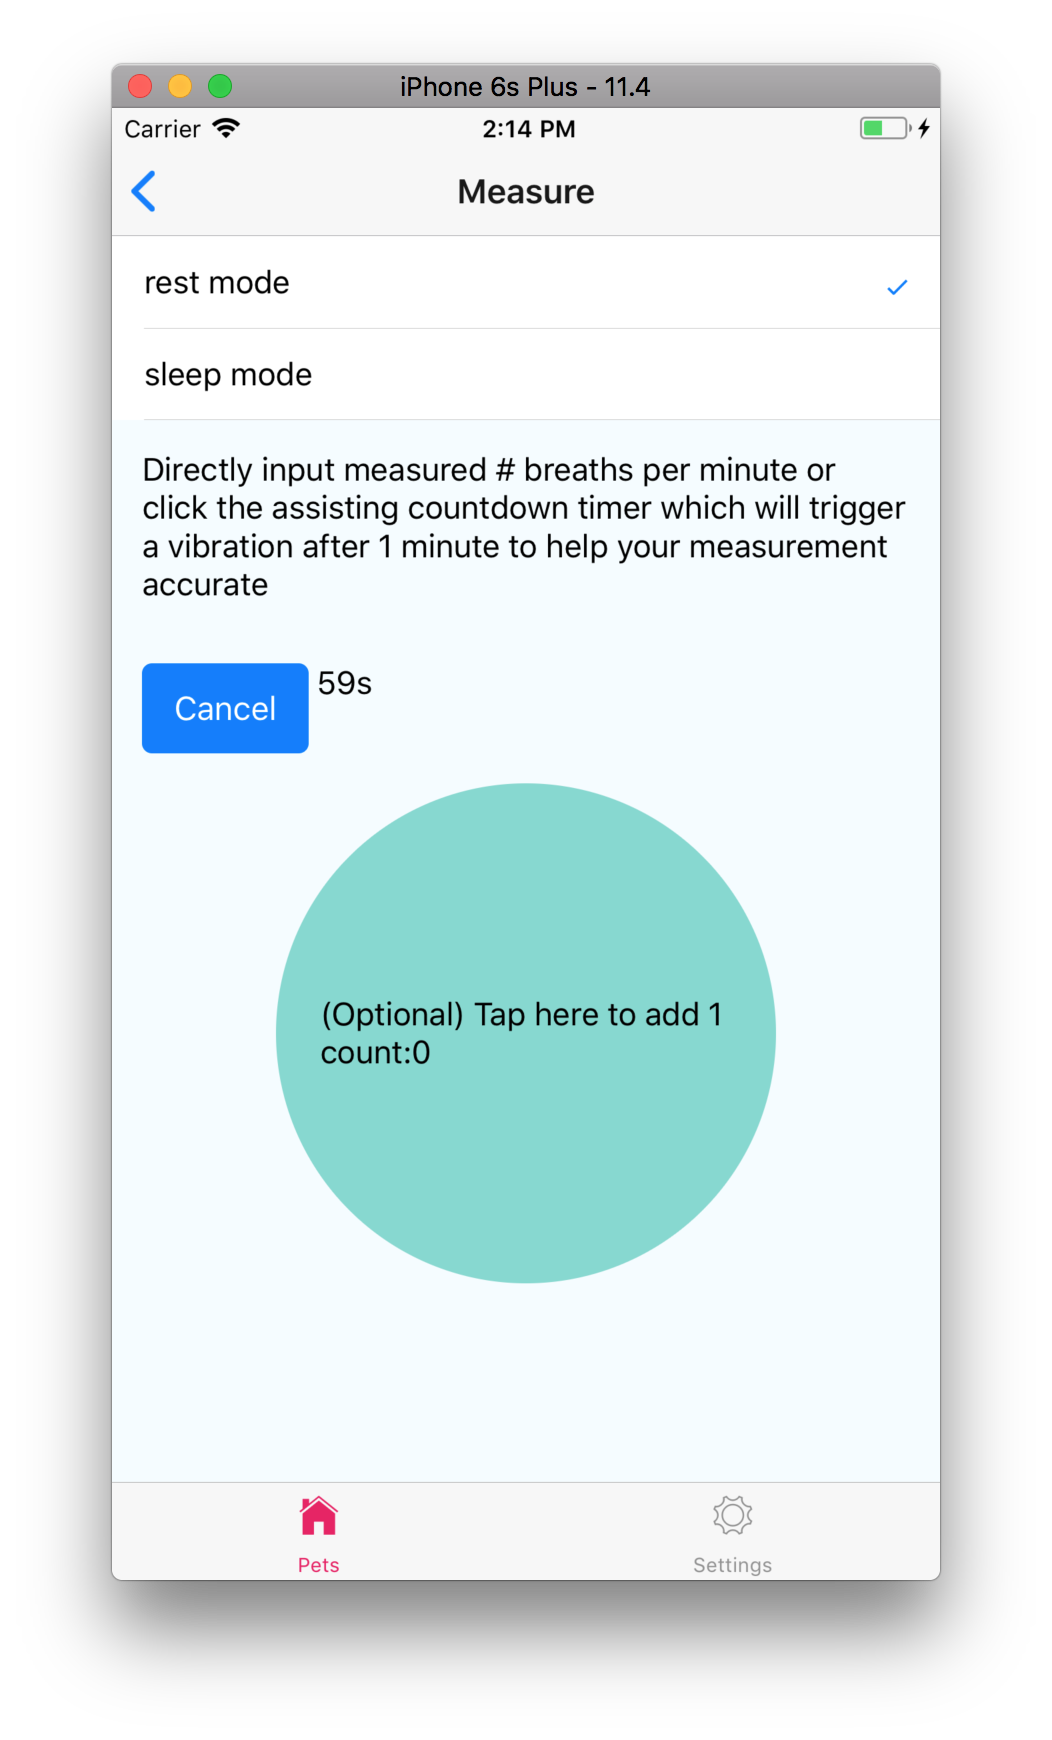 iPhone 6s Plus - 11.4
Carrier 2:14 PM
Measure
rest mode
sleep mode
Directly input measured # breaths per minute or
click the assisting countdown timer which will trigger
a vibration after 1 minute to help your measurement
accurate
Cancel 59s
(Optional) Tap here to add 1
count:0
Pets Settings